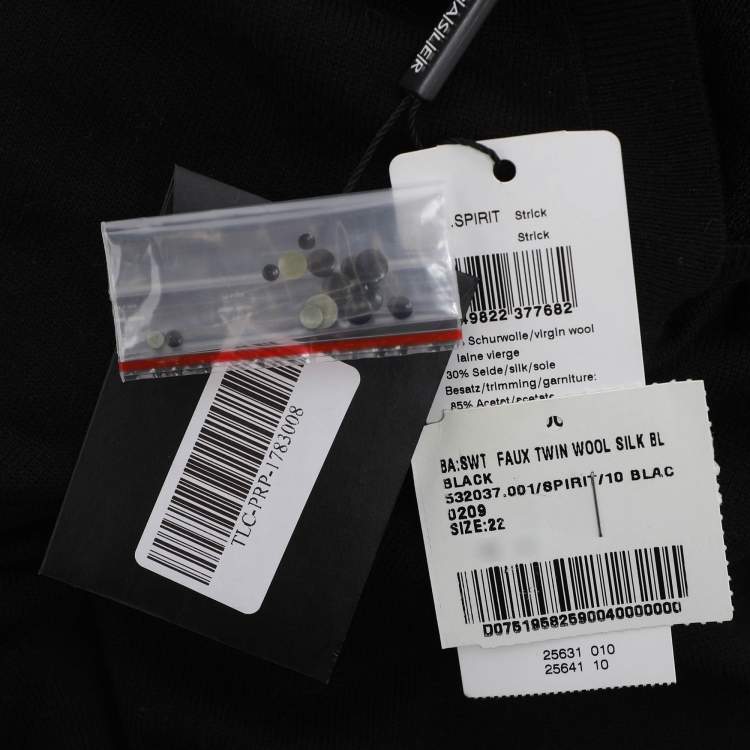 BASLER
.SPIRIT Strick
Strick
49822 377682
% Schurwolle/virgin wool
laine vierge
30% Seide/silk/sole
Besatz/trimming/garniture:
85% Acetat/acetate
TLC-PRP-1783008
BA:SWT FAUX TWIN WOOL SILK BL
BLACK
532037.001/SPIRIT/10 BLAC
0209
SIZE:22
D0751958259004000000
25631 010
25641 10